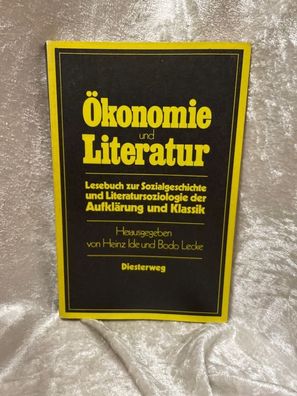 Ökonomie
und
Literatur
Lesebuch zur Sozialgeschichte
und Literatursoziologie der
Aufklärung und Klassik
Herausgegeben
von Heinz Ide und Bodo Lecke
Diesterweg